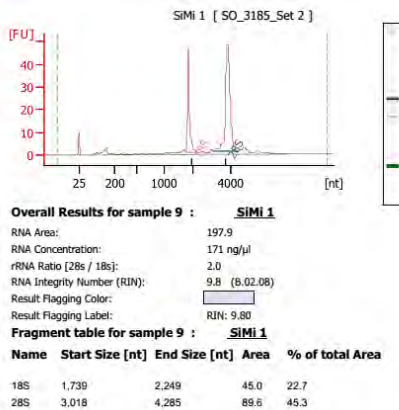 SiMi 1 [ SO_3185_Set 2 ]
[FU]
40
30
20
10
0
25 200 1000 4000 [nt]
Overall Results for sample 9 : SiMi 1
RNA Area: 197.9
RNA Concentration: 171 ng/µl
rRNA Ratio [28s / 18s]: 2.0
RNA Integrity Number (RIN): 9.8 (B.02.08)
Result Flagging Color:
Result Flagging Label: RIN: 9.80
Fragment table for sample 9 : SiMi 1
Name Start Size [nt] End Size [nt] Area % of total Area
18S 1,739 2,249 45.0 22.7
28S 3,018 4,285 89.6 45.3